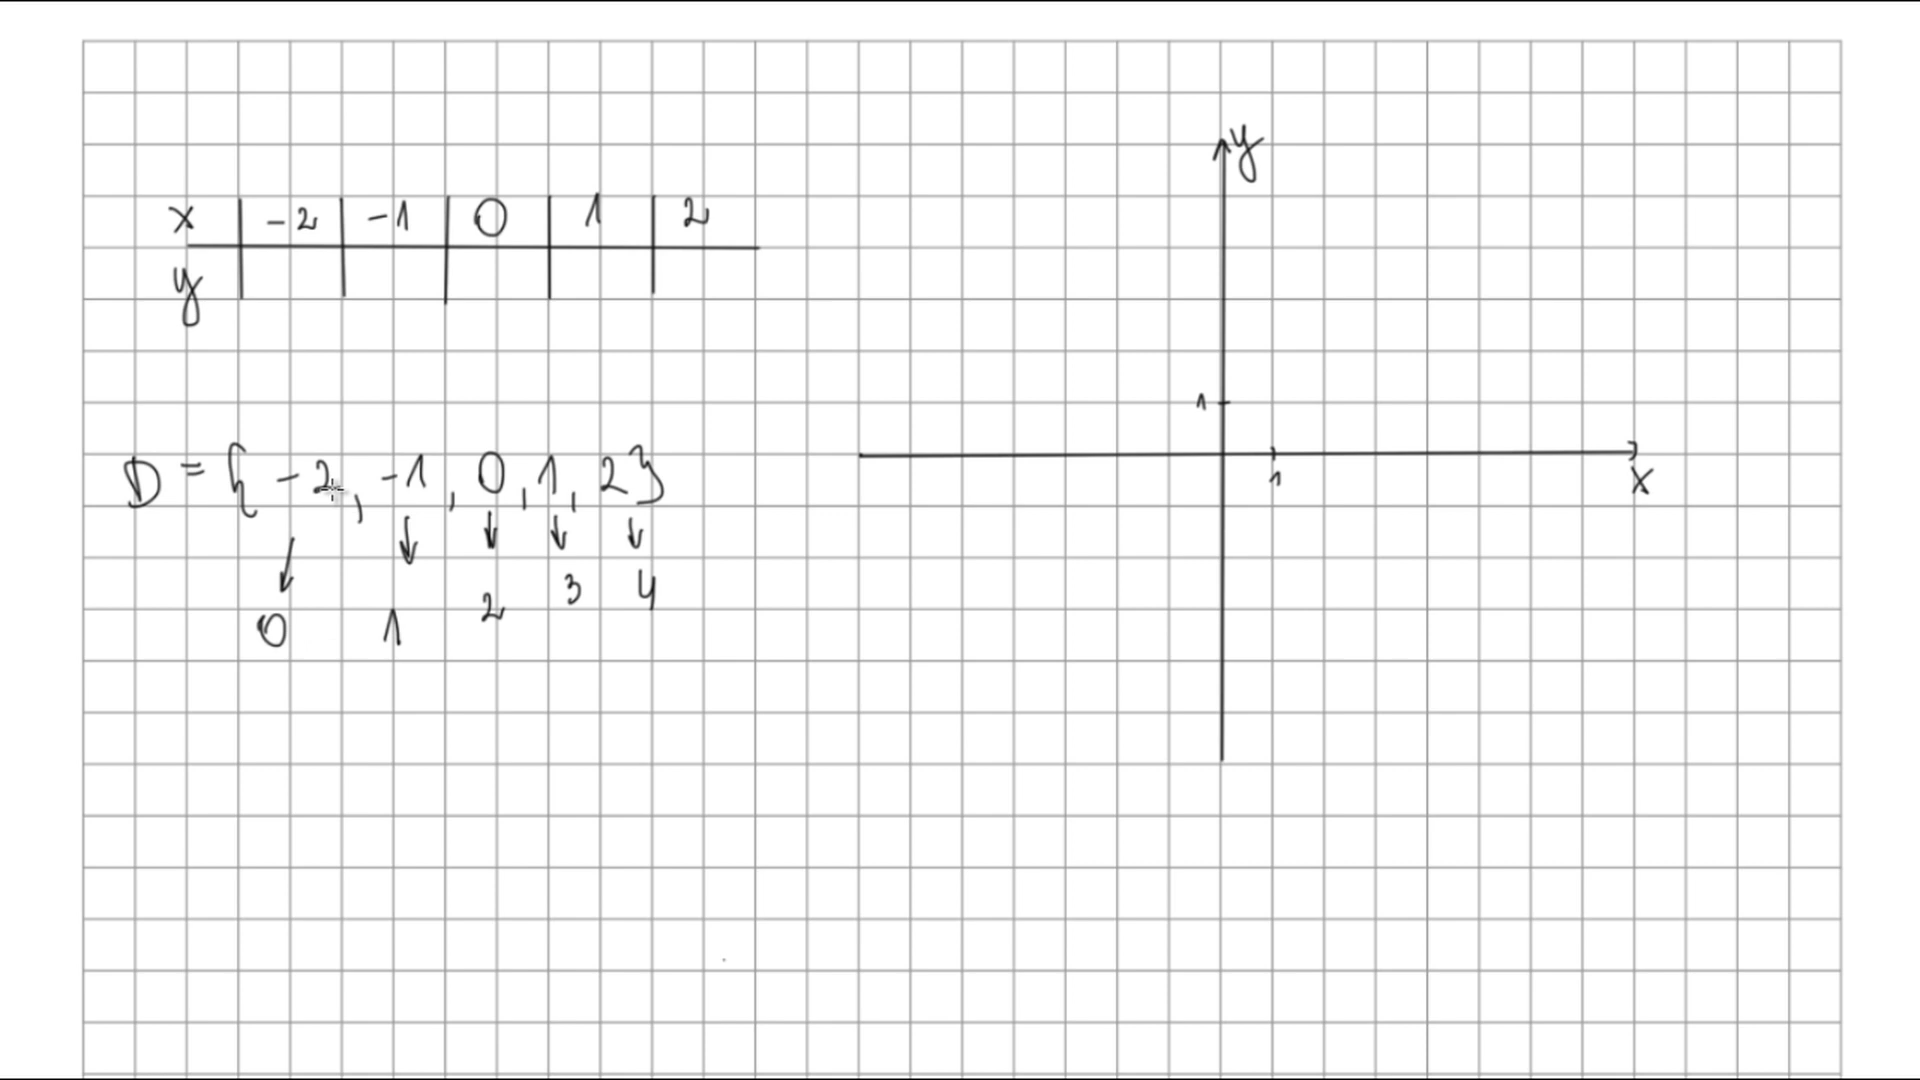 x -2 -1 0 1 2
y
D = { -2, -1, 0, 1, 2}
↓ ↓ ↓ ↓ ↓
0 1 2 3 4
y
1
1
x